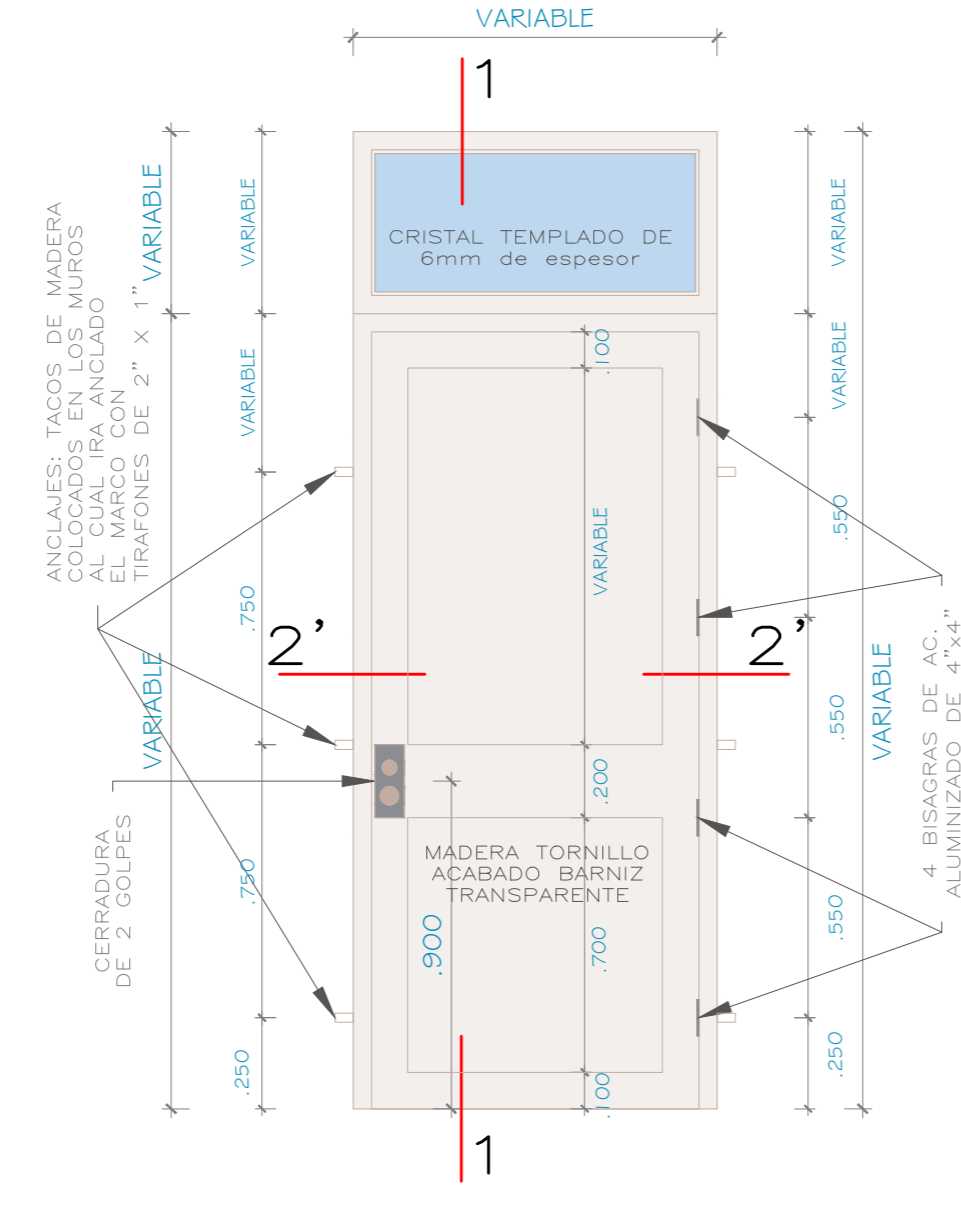 VARIABLE
1
VARIABLE
VARIABLE
VARIABLE
VARIABLE
CRISTAL TEMPLADO DE
6mm de espesor
ANCLAJES: TACOS DE MADERA
COLOCADOS EN LOS MUROS
AL CUAL IRA ANCLADO
EL MARCO CON
TIRAFONES DE 2" X 1"
.100
VARIABLE
VARIABLE
.550
VARIABLE
.750
2'
2'
VARIABLE
.550
VARIABLE
4 BISAGRAS DE AC.
ALUMINIZADO DE 4"x4"
.200
CERRADURA
DE 2 GOLPES
MADERA TORNILLO
ACABADO BARNIZ
TRANSPARENTE
.750
.900
.700
.550
.250
.100
.250
1